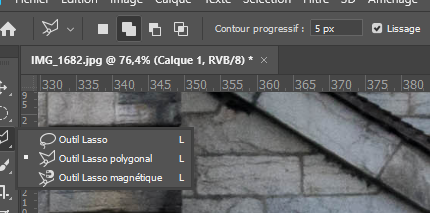 Fichier Edition Image Calque Texte Sélection Filtre 3D Affichage
Contour progressif : 5 px Lissage
IMG_1682.jpg @ 76,4% (Calque 1, RVB/8) * ×
330 335 340 345 350 355 360 365 370 375 380
Outil Lasso L
Outil Lasso polygonal L
Outil Lasso magnétique L